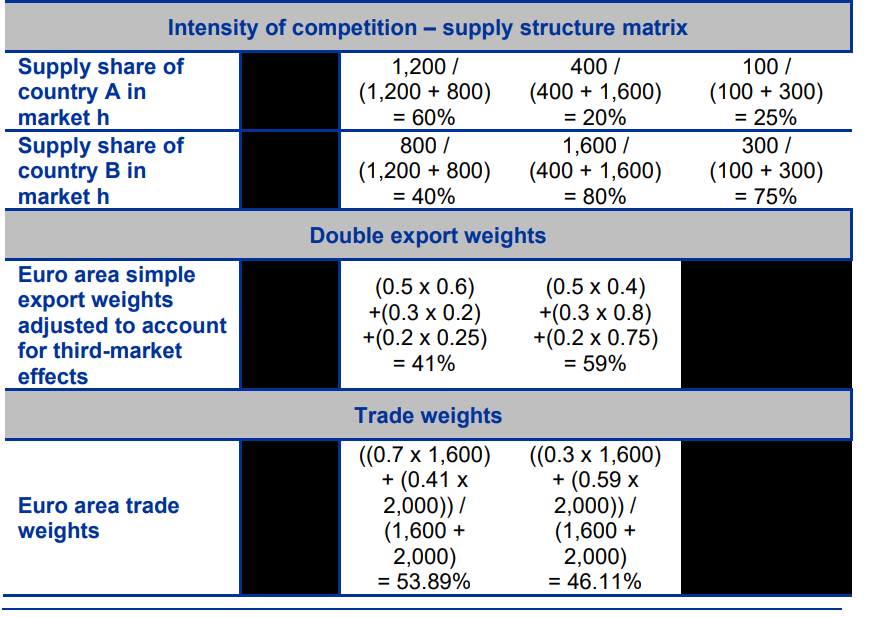 Intensity of competition – supply structure matrix
Supply share of
country A in
market h
1,200 /
(1,200 + 800)
= 60%
400 /
(400 + 1,600)
= 20%
100 /
(100 + 300)
= 25%
Supply share of
country B in
market h
800 /
(1,200 + 800)
= 40%
1,600 /
(400 + 1,600)
= 80%
300 /
(100 + 300)
= 75%
Double export weights
Euro area simple
export weights
adjusted to account
for third-market
effects
(0.5 x 0.6)
+(0.3 x 0.2)
+(0.2 x 0.25)
= 41%
(0.5 x 0.4)
+(0.3 x 0.8)
+(0.2 x 0.75)
= 59%
Trade weights
Euro area trade
weights
((0.7 x 1,600)
+ (0.41 x
2,000)) /
(1,600 +
2,000)
= 53.89%
((0.3 x 1,600)
+ (0.59 x
2,000)) /
(1,600 +
2,000)
= 46.11%